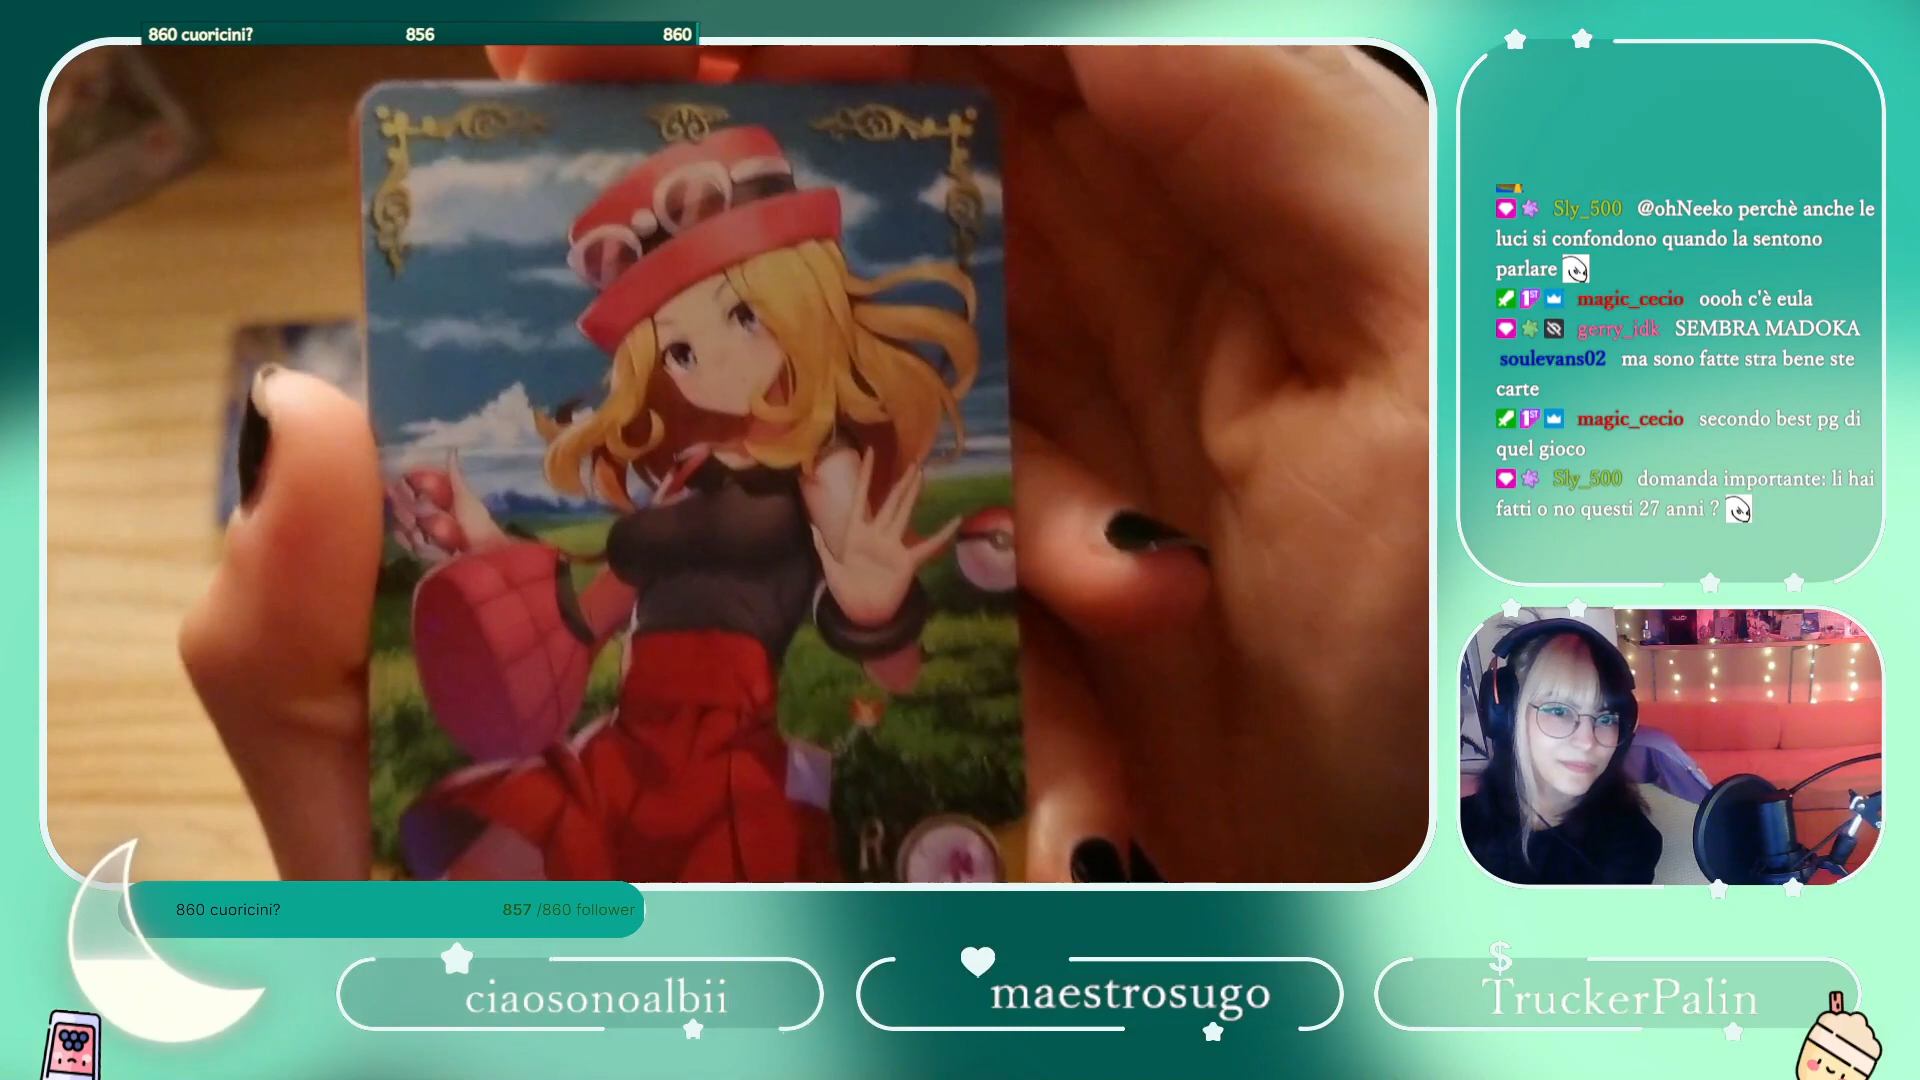 860 cuoricini? 856 860
Sly_500 @ohNeeko perchè anche le
luci si confondono quando la sentono
parlare
1ST magic_cecio oooh c'è eula
gerry_idk SEMBRA MADOKA
soulevans02 ma sono fatte stra bene ste
carte
1ST magic_cecio secondo best pg di
quel gioco
Sly_500 domanda importante: li hai
fatti o no questi 27 anni ?
R
860 cuoricini? 857 /860 follower
ciaosonoalbii
maestrosugo
$
TruckerPalin